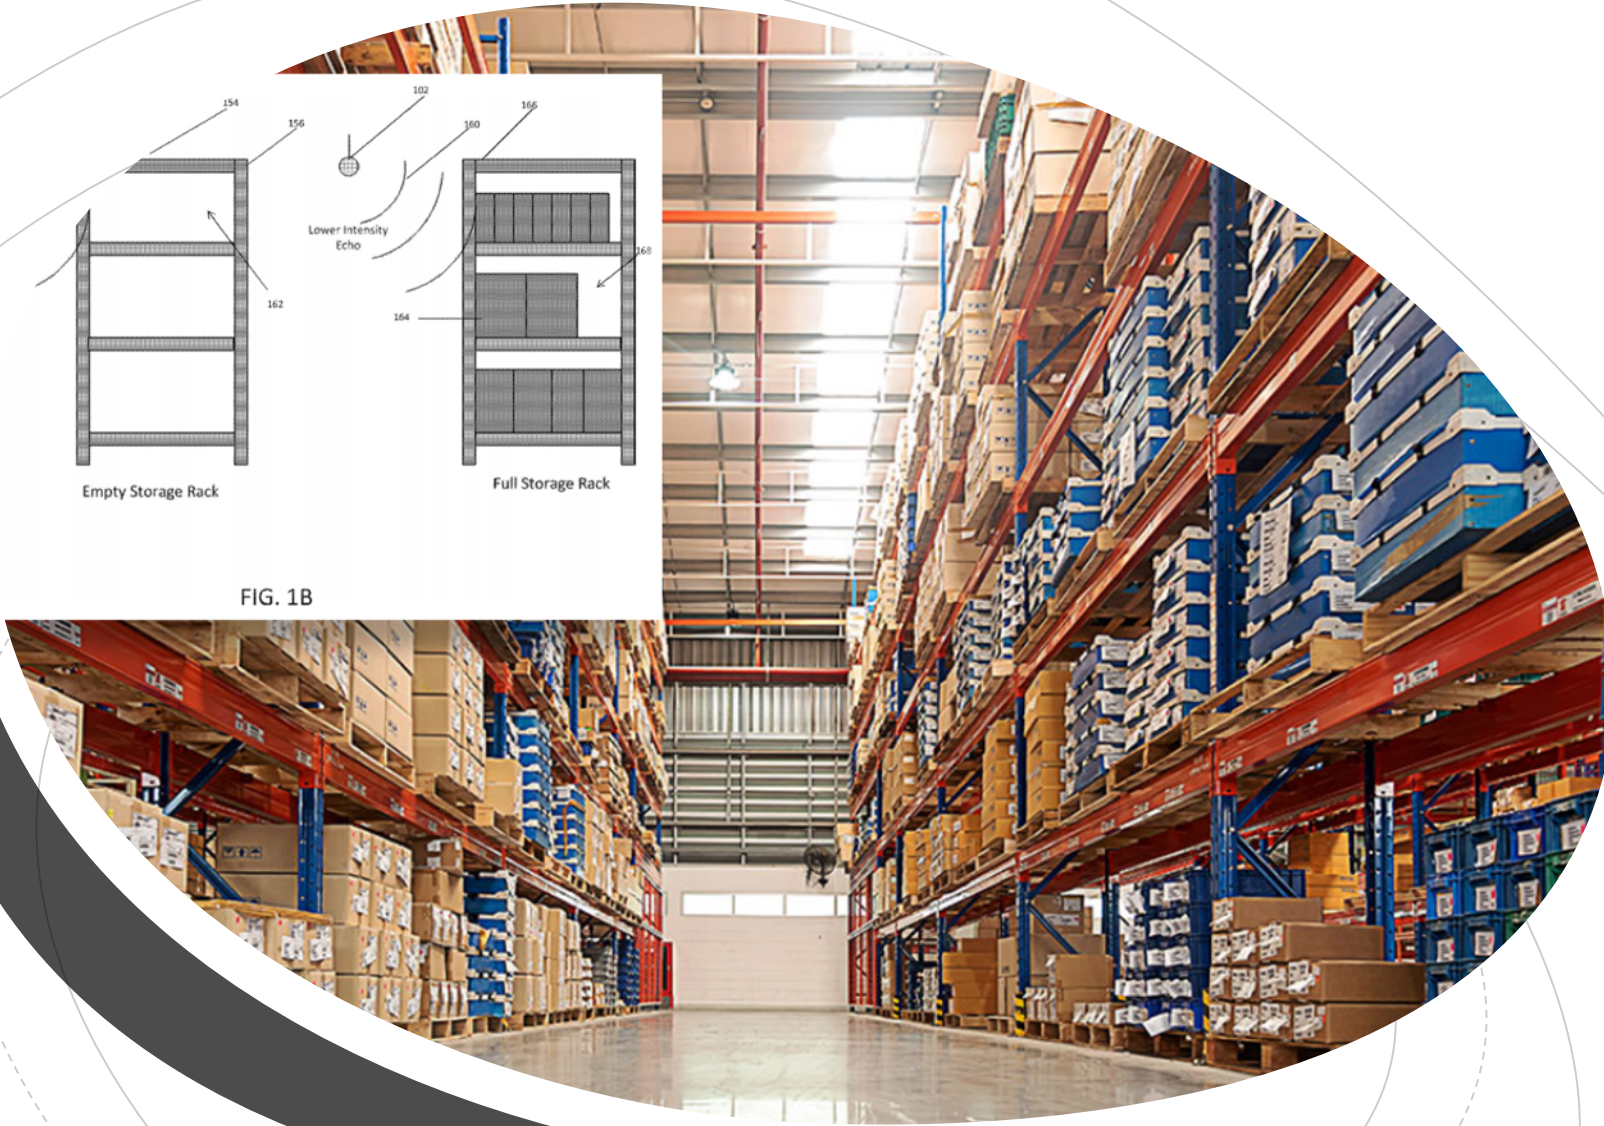 154
102
166
156
160
Lower Intensity
Echo
168
162
164
Empty Storage Rack
Full Storage Rack
FIG. 1B